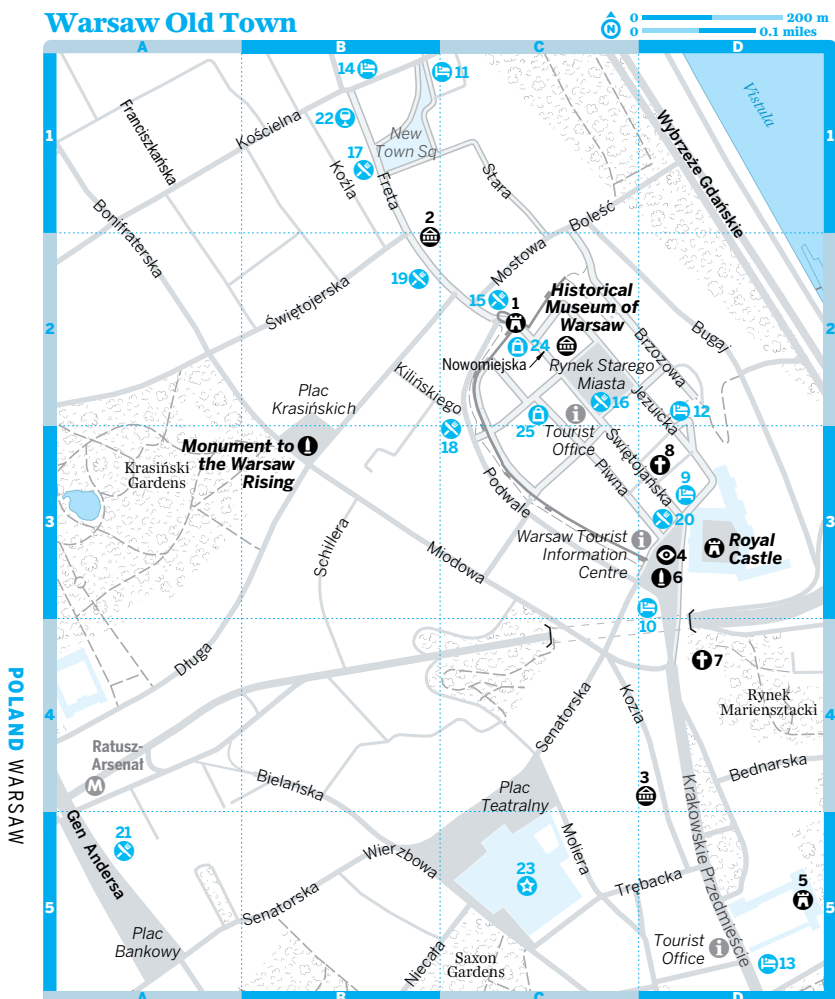 Warsaw Old Town
N
0 200 m
0 0.1 miles
A B C D
14
11
Vistula
1 1
Franciszkańska
Kościelna
22
New
Town Sq
Wybrzeże Gdańskie
17
Koźla
Freta
Stara
Bonifraterska
2
Boleść
Mostowa
19
Świętojerska
15
1
Historical
Museum of
Warsaw
2 2
24
Brzozowa
Bugaj
Nowomiejska
Rynek Starego
Miasta
Kilińskiego
Plac
Krasińskich
16
Jezuicka
12
25
Tourist
Office
18
Monument to
the Warsaw
Rising
Krasiński
Gardens
Świętojańska
8
Piwna
9
Podwale
20
3 3
Warsaw Tourist
Information
Centre
4
Royal
Castle
6
Schillera
Miodowa
10
Długa
7
Rynek
Mariensztacki
POLAND WARSAW
4 4
Senatorska
Kozia
Ratusz-
Arsenał
M
Bielańska
Plac
Teatralny
3
Bednarska
Krakowskie Przedmieście
Gen Andersa
21
Wierzbowa
Moliera
23
Trębacka
5
5 5
Senatorska
Plac
Bankowy
Niecała
Saxon
Gardens
Tourist
Office
13
A B C D